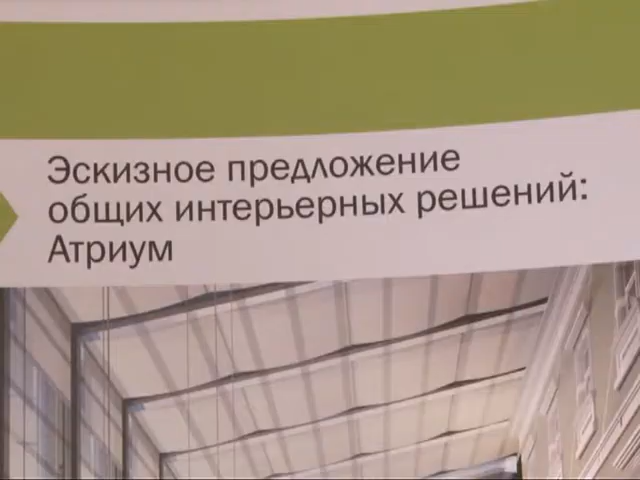 Эскизное предложение
общих интерьерных решений:
Атриум